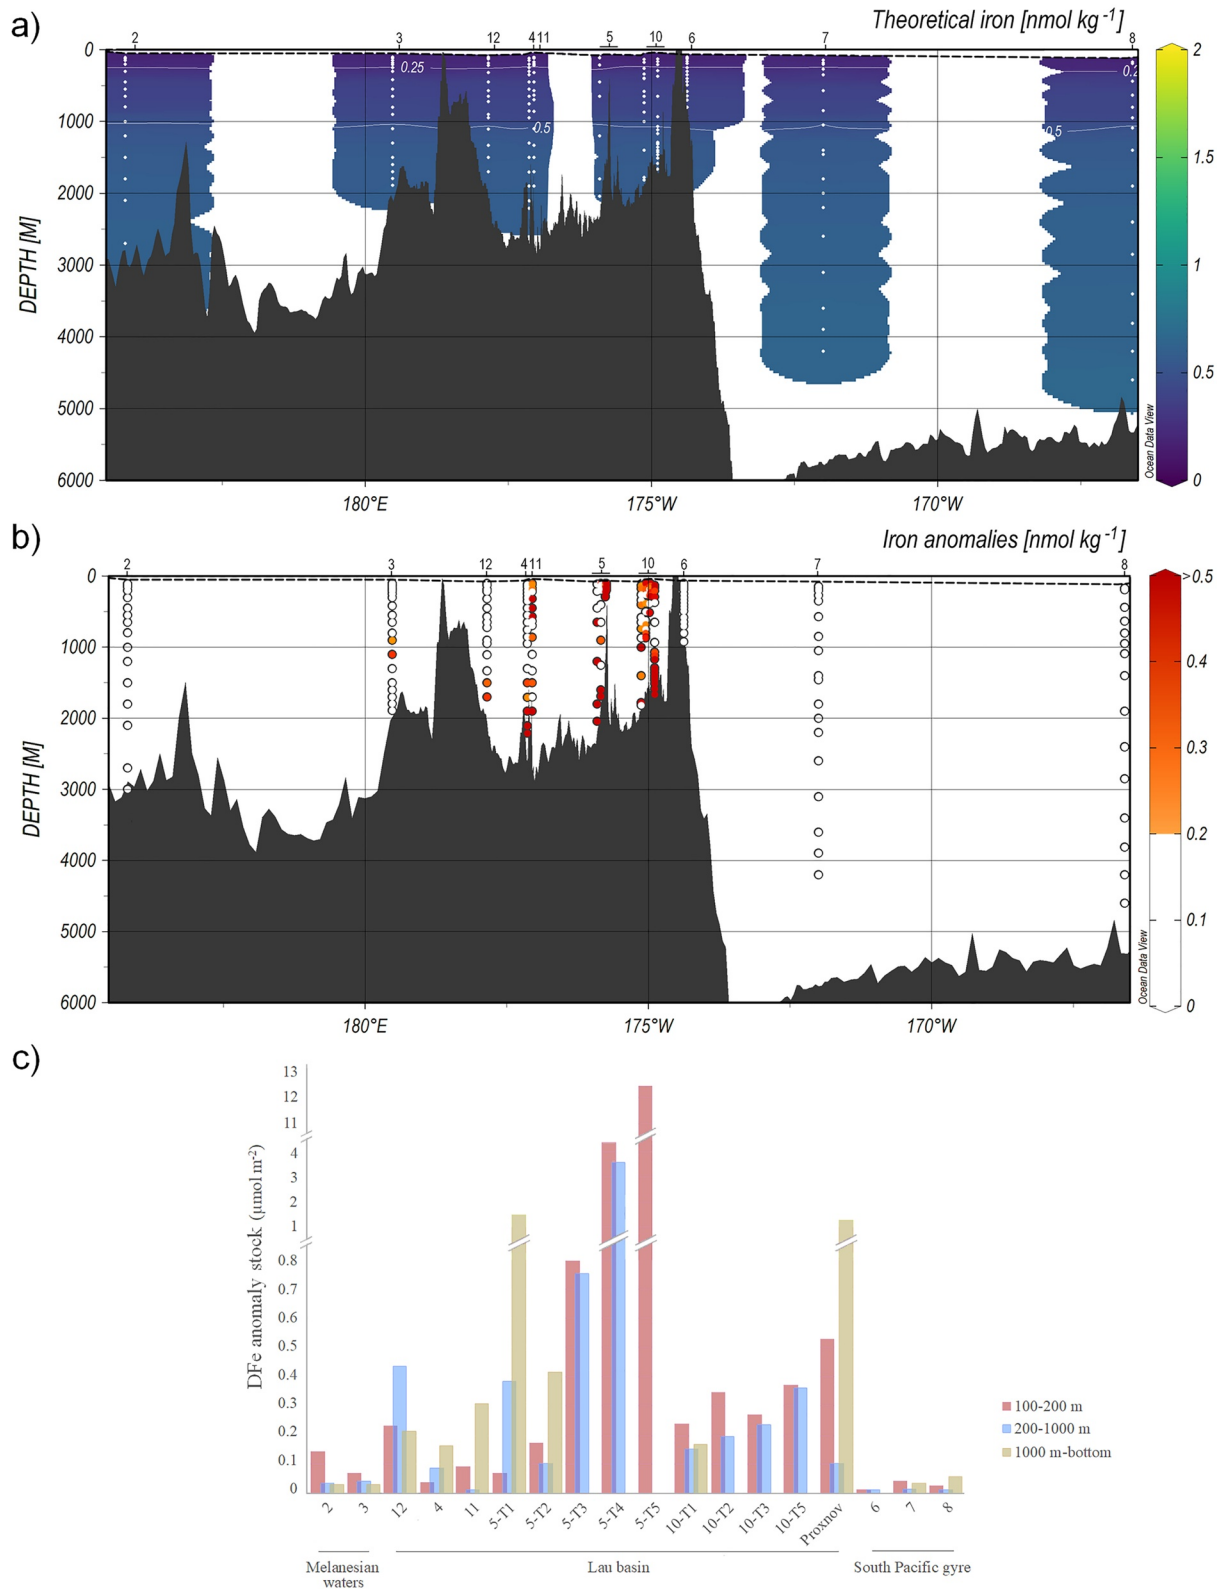 a)
Theoretical iron [nmol kg⁻¹]
2 3 12 4 11 5 10 6 7 8
0
1000
2000
3000
4000
5000
6000
DEPTH [M]
0.25
0.5
0.5
180°E 175°W 170°W
Ocean Data View
2
1.5
1
0.5
0
b)
Iron anomalies [nmol kg⁻¹]
2 3 12 4 11 5 10 6 7 8
0
1000
2000
3000
4000
5000
6000
DEPTH [M]
180°E 175°W 170°W
Ocean Data View
>0.5
0.4
0.3
0.2
0.1
0
c)
DFe anomaly stock (µmol m⁻²)
13
12
11
4
3
2
1
0.8
0.7
0.6
0.5
0.4
0.3
0.2
0.1
0
100-200 m
200-1000 m
1000 m-bottom
2 3 12 4 11 5-T1 5-T2 5-T3 5-T4 5-T5 10-T1 10-T2 10-T3 10-T5 Proxnov 6 7 8
Melanesian
waters
Lau basin
South Pacific gyre